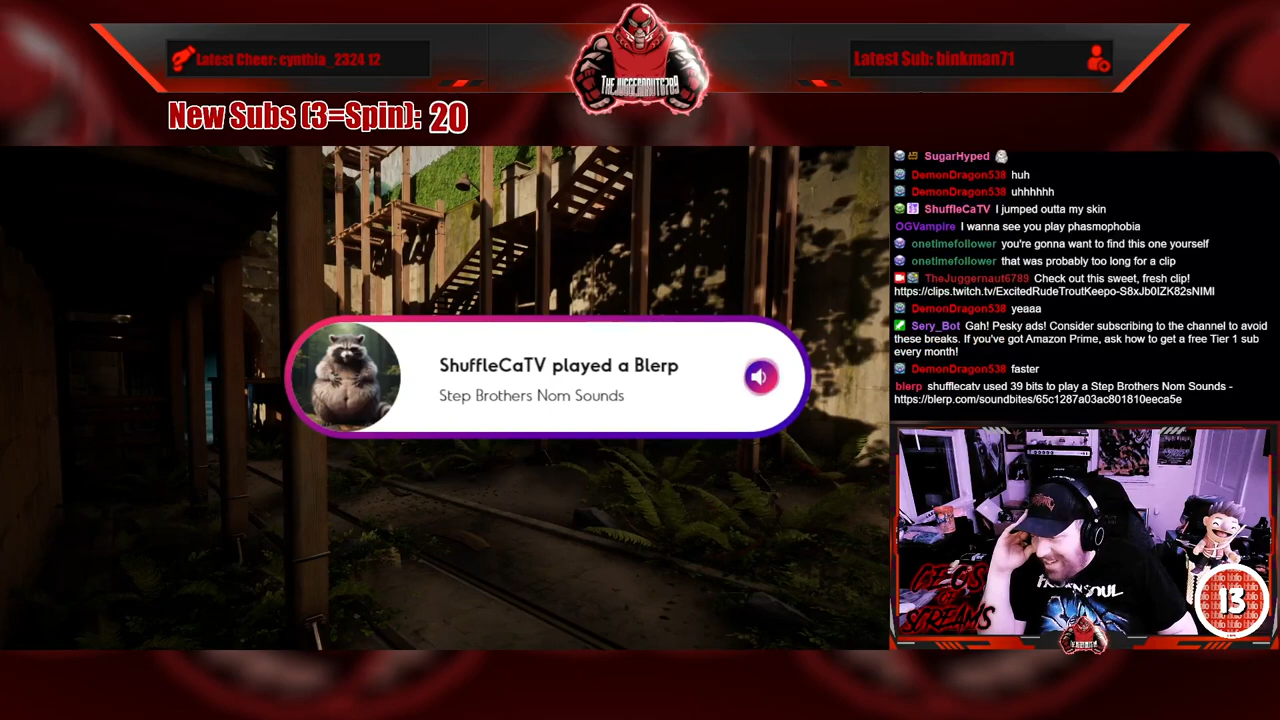 Latest Cheer: cynthia_2324 12
THEJUGGERNAUT6789
Latest Sub: binkman71
New Subs (3=Spin): 20
SugarHyped
DemonDragon538 huh
DemonDragon538 uhhhhhh
ShuffleCaTV I jumped outta my skin
OGVampire I wanna see you play phasmophobia
onetimefollower you're gonna want to find this one yourself
onetimefollower that was probably too long for a clip
TheJuggernaut6789 Check out this sweet, fresh clip!
https://clips.twitch.tv/ExcitedRudeTroutKeepo-S8xJb0IZK82sNIMI
DemonDragon538 yeaaa
Sery_Bot Gah! Pesky ads! Consider subscribing to the channel to avoid
these breaks. If you've got Amazon Prime, ask how to get a free Tier 1 sub
every month!
DemonDragon538 faster
blerp shufflecatv used 39 bits to play a Step Brothers Nom Sounds -
https://blerp.com/soundbites/65c1287a03ac801810eeca5e
ShuffleCaTV played a Blerp
Step Brothers Nom Sounds
SCREAMS
13